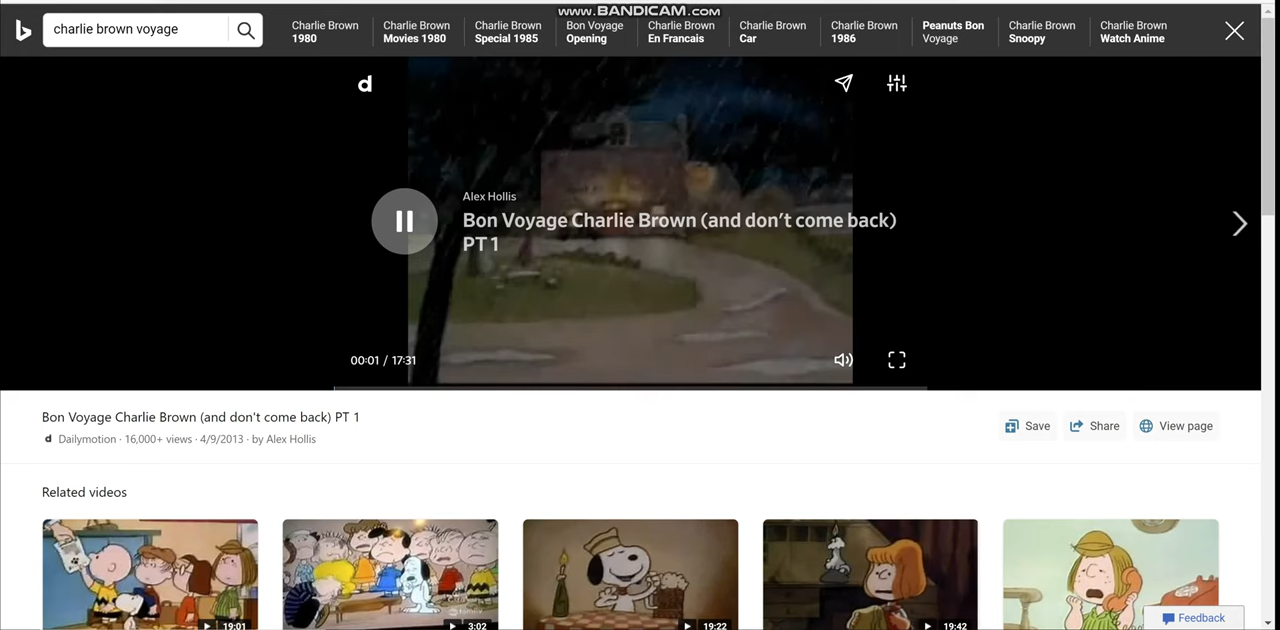 www.BANDICAM.com
charlie brown voyage
Charlie Brown
1980
Charlie Brown
Movies 1980
Charlie Brown
Special 1985
Bon Voyage
Opening
Charlie Brown
En Francais
Charlie Brown
Car
Charlie Brown
1986
Peanuts Bon
Voyage
Charlie Brown
Snoopy
Charlie Brown
Watch Anime
d
Alex Hollis
Bon Voyage Charlie Brown (and don’t come back)
PT 1
00:01 / 17:31
Bon Voyage Charlie Brown (and don't come back) PT 1
d Dailymotion · 16,000+ views · 4/9/2013 · by Alex Hollis
Save
Share
View page
Related videos
19:01
3:02
19:22
19:42
Feedback